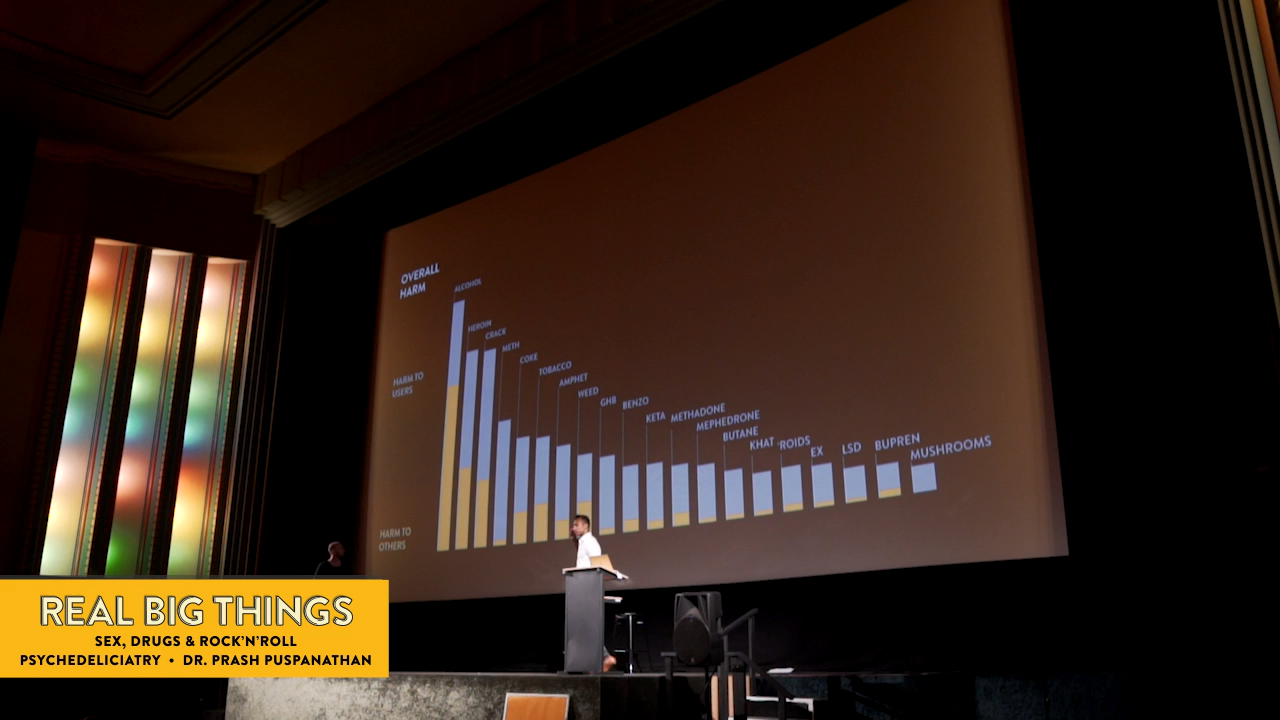 OVERALL
HARM
ALCOHOL
HEROIN
CRACK
METH
COKE
TOBACCO
AMPHET
WEED
GHB
BENZO
KETA
METHADONE
MEPHEDRONE
BUTANE
KHAT
'ROIDS
EX
LSD
BUPREN
MUSHROOMS
HARM TO
USERS
HARM TO
OTHERS
REAL BIG THINGS
SEX, DRUGS & ROCK'N'ROLL
PSYCHEDELICIATRY • DR. PRASH PUSPANATHAN